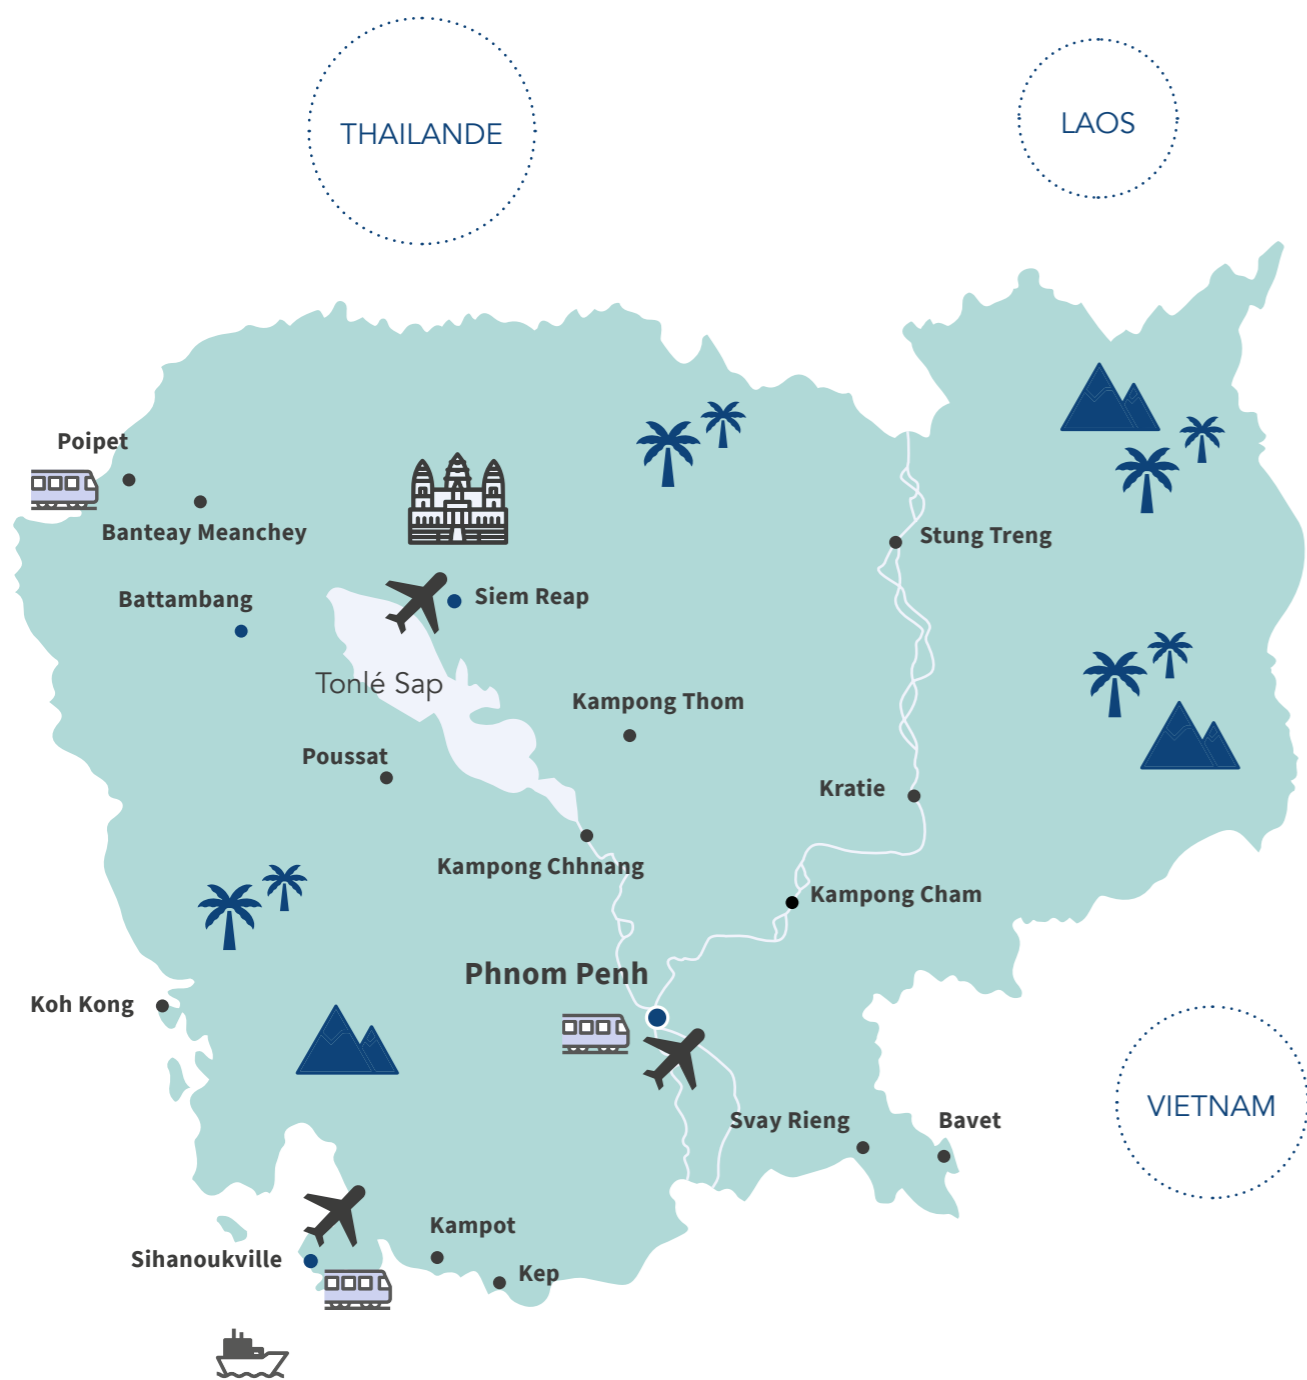 THAILANDE
LAOS
Poipet
Banteay Meanchey
Stung Treng
Battambang
Siem Reap
Tonlé Sap
Kampong Thom
Poussat
Kratie
Kampong Chhnang
Kampong Cham
Phnom Penh
Koh Kong
VIETNAM
Svay Rieng
Bavet
Kampot
Sihanoukville
Kep